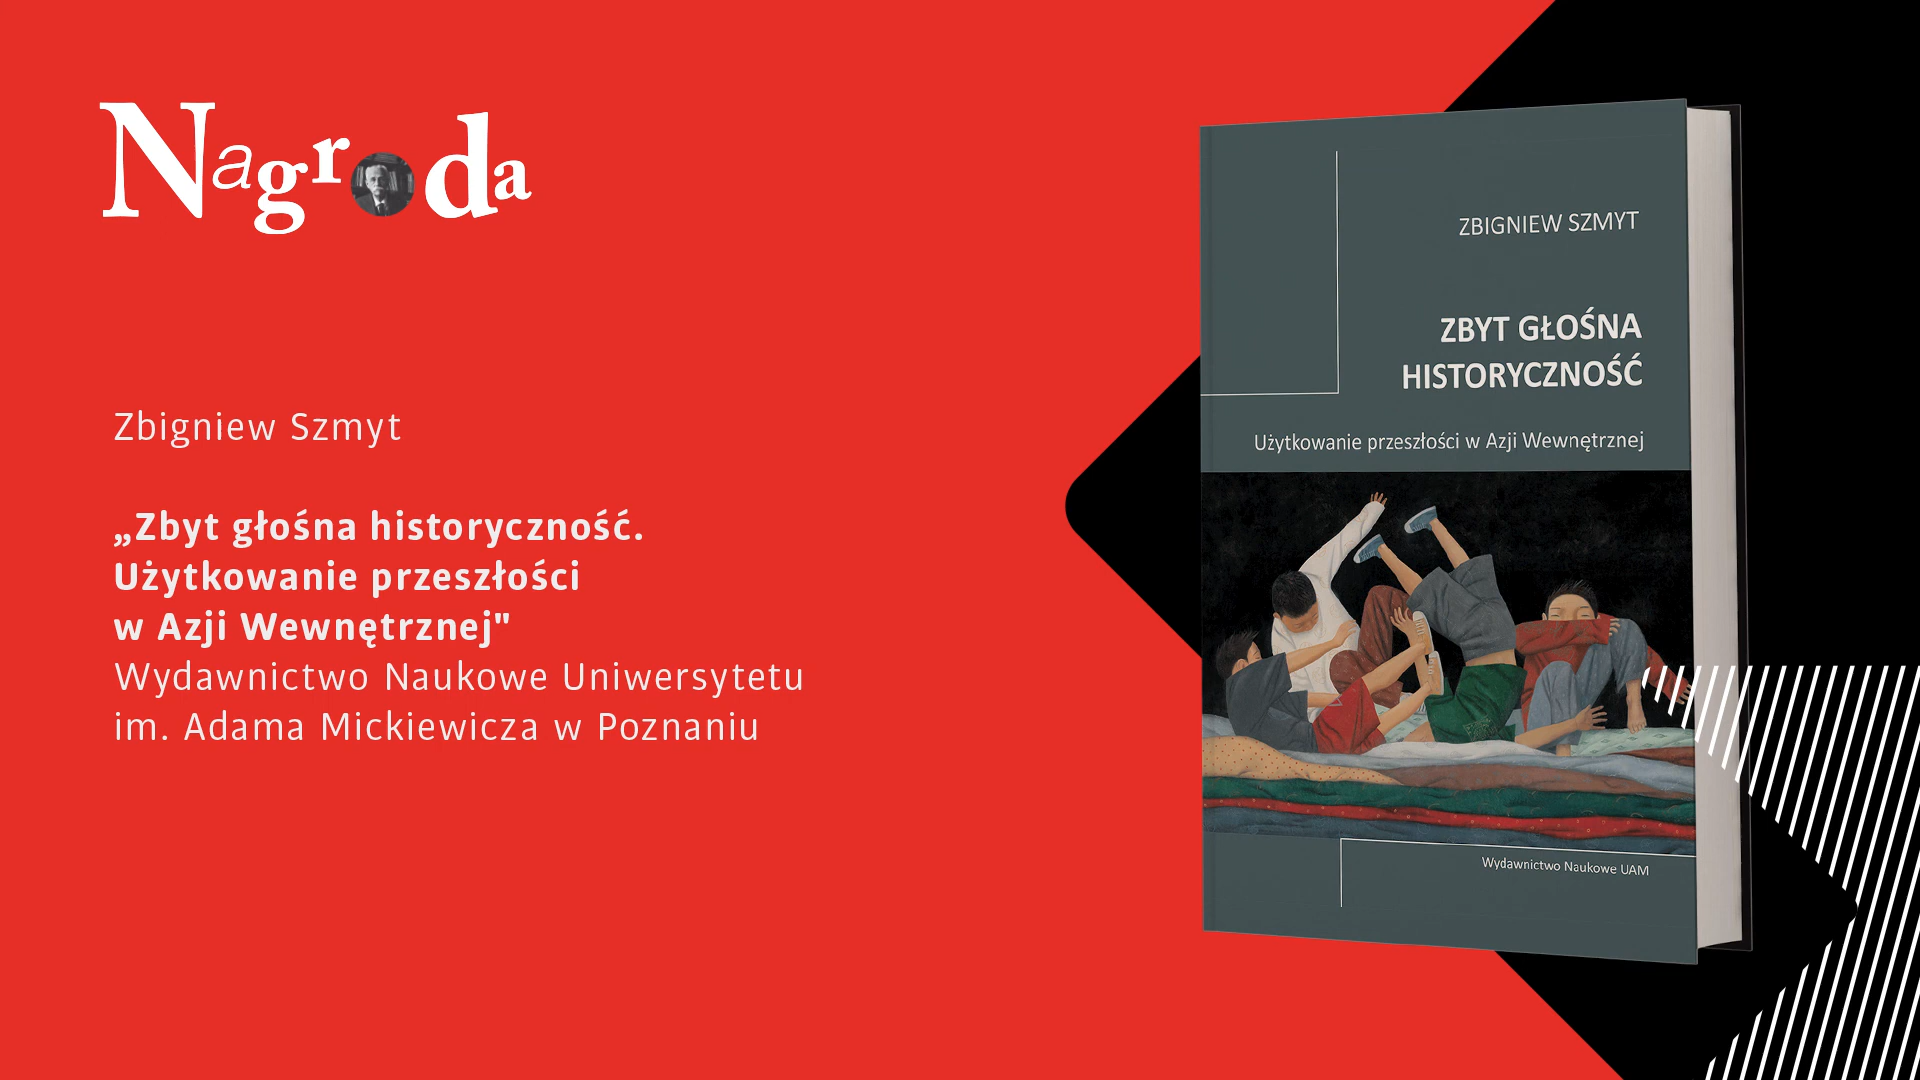 Nagroda
Zbigniew Szmyt
„Zbyt głośna historyczność.
Użytkowanie przeszłości
w Azji Wewnętrznej"
Wydawnictwo Naukowe Uniwersytetu
im. Adama Mickiewicza w Poznaniu
ZBIGNIEW SZMYT
ZBYT GŁOŚNA
HISTORYCZNOŚĆ
Użytkowanie przeszłości w Azji Wewnętrznej
Wydawnictwo Naukowe UAM